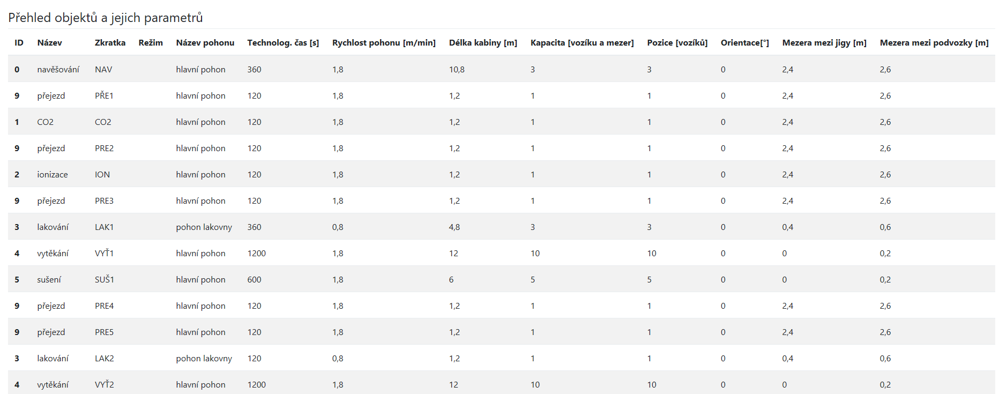 Přehled objektů a jejich parametrů
ID Název Zkratka Režim Název pohonu Technolog. čas [s] Rychlost pohonu [m/min] Délka kabiny [m] Kapacita [vozíku a mezer] Pozice [vozíků] Orientace[°] Mezera mezi jigy [m] Mezera mezi podvozky [m]
0 navěšování NAV hlavní pohon 360 1,8 10,8 3 3 0 2,4 2,6
9 přejezd PŘE1 hlavní pohon 120 1,8 1,2 1 1 0 2,4 2,6
1 CO2 CO2 hlavní pohon 120 1,8 1,2 1 1 0 2,4 2,6
9 přejezd PRE2 hlavní pohon 120 1,8 1,2 1 1 0 2,4 2,6
2 ionizace ION hlavní pohon 120 1,8 1,2 1 1 0 2,4 2,6
9 přejezd PRE3 hlavní pohon 120 1,8 1,2 1 1 0 2,4 2,6
3 lakování LAK1 pohon lakovny 360 0,8 4,8 3 3 0 0,4 0,6
4 vytěkání VYŤ1 hlavní pohon 1200 1,8 12 10 10 0 0 0,2
5 sušení SUŠ1 hlavní pohon 600 1,8 6 5 5 0 0 0,2
9 přejezd PRE4 hlavní pohon 120 1,8 1,2 1 1 0 2,4 2,6
9 přejezd PRE5 hlavní pohon 120 1,8 1,2 1 1 0 2,4 2,6
3 lakování LAK2 pohon lakovny 120 0,8 1,2 1 1 0 0,4 0,6
4 vytěkání VYŤ2 hlavní pohon 1200 1,8 12 10 10 0 0 0,2